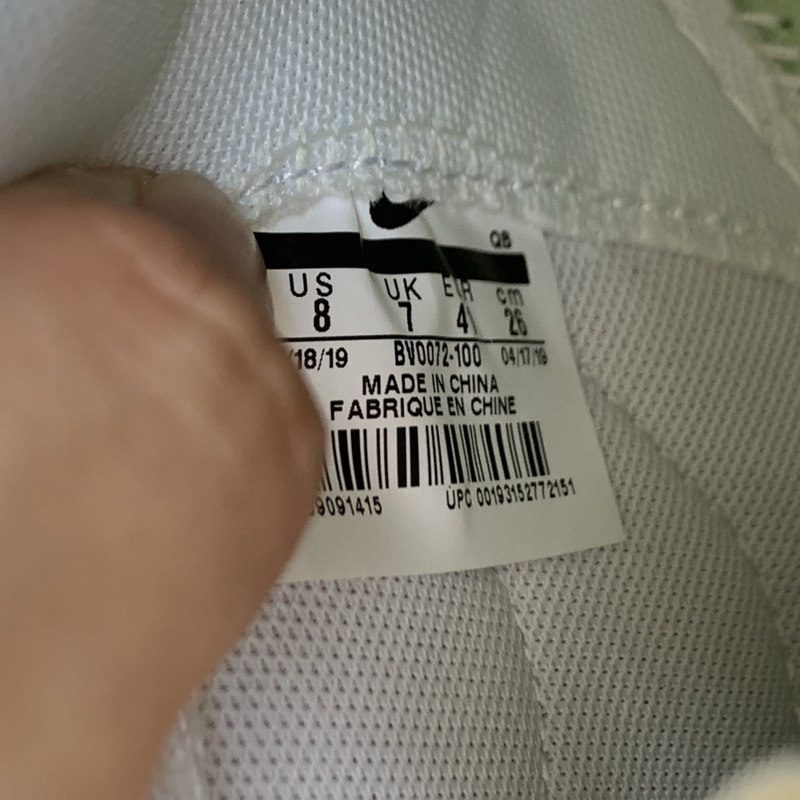 QB
US UK EUR cm
8 7 41 26
/18/19 BV0072-100 04/17/19
MADE IN CHINA
FABRIQUE EN CHINE
9091415 UPC 00193152772151